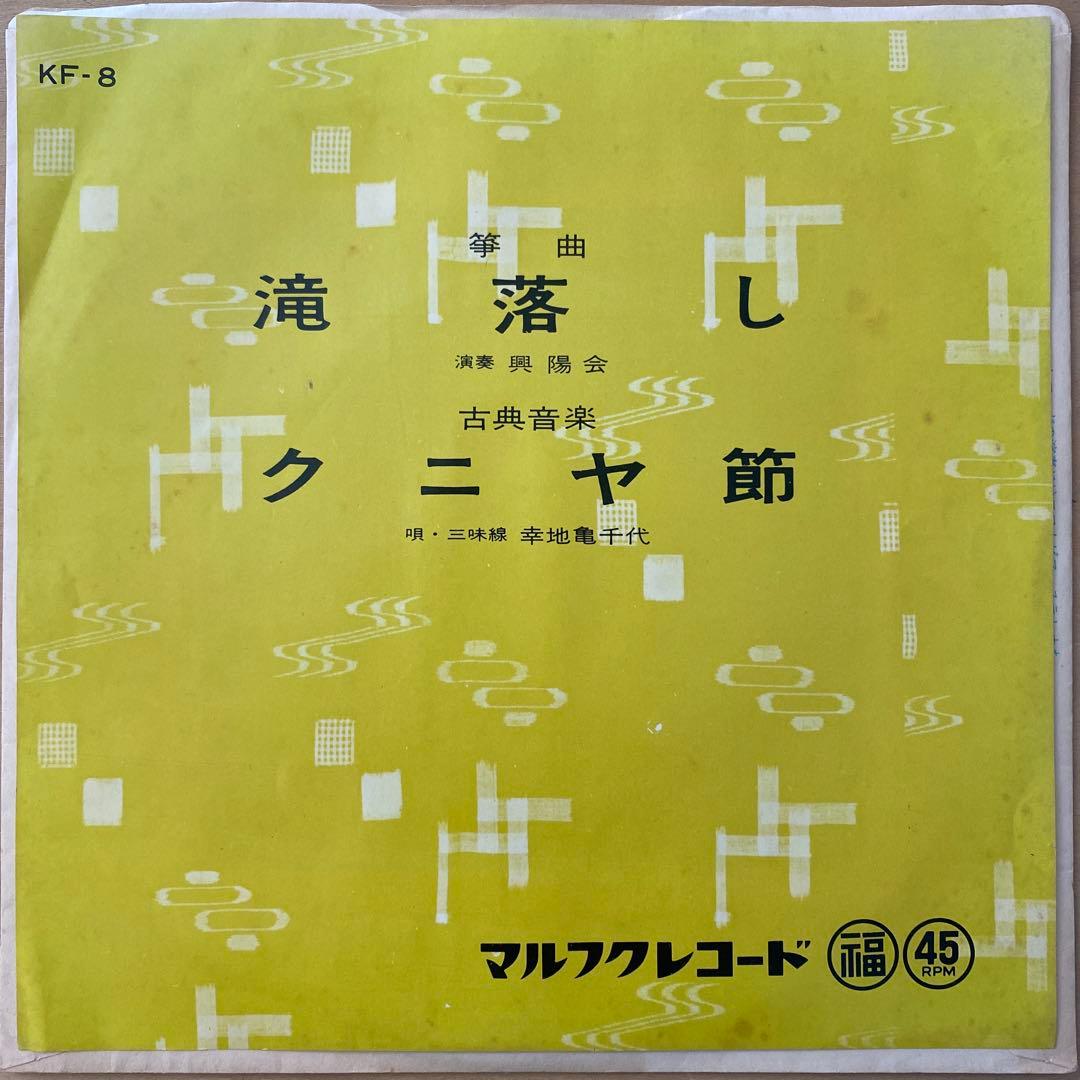 KF-8
箏曲
滝落し
演奏 興陽会
古典音楽
クニヤ節
唄・三味線 幸地亀千代
マルフクレコード 福 45 RPM